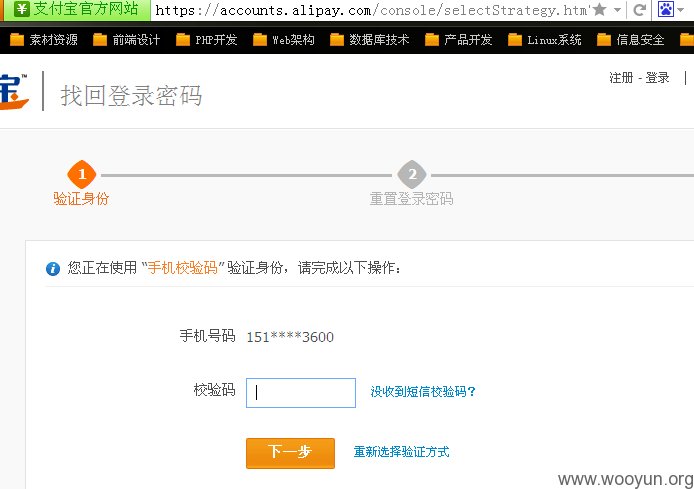 支付宝官方网站 https://accounts.alipay.com/console/selectStrategy.htm
素材资源 前端设计 PHP开发 Web架构 数据库技术 产品开发 Linux系统 信息安全
宝™ 找回登录密码 注册 - 登录
1 2
验证身份 重置登录密码
您正在使用“手机校验码”验证身份，请完成以下操作：
手机号码 151****3600
校验码 没收到短信校验码？
下一步 重新选择验证方式
www.wooyun.org